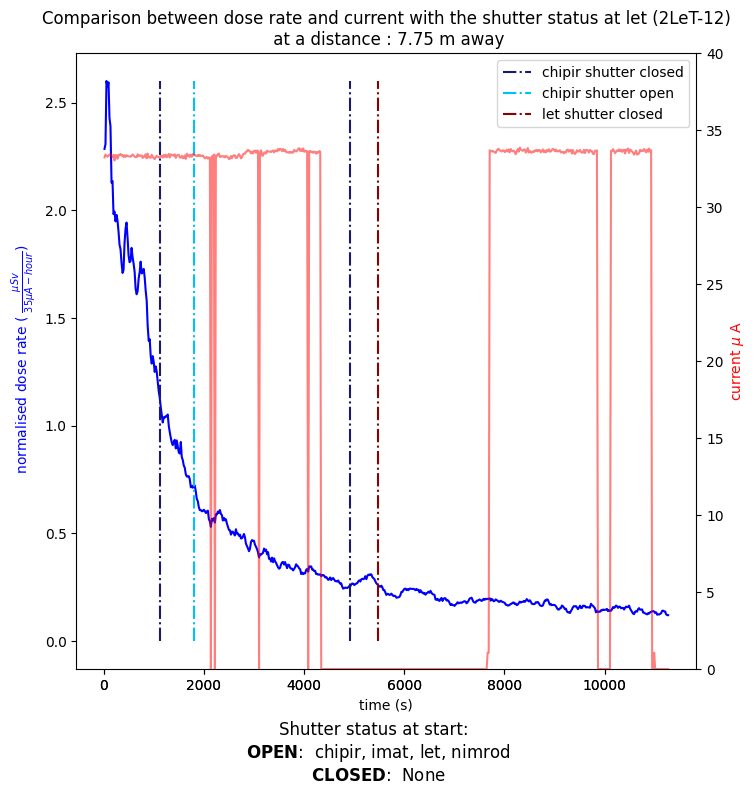 Comparison between dose rate and current with the shutter status at let (2LeT-12)
at a distance : 7.75 m away
chipir shutter closed
chipir shutter open
let shutter closed
normalised dose rate ( μSv / 35μA − hour )
2.5
2.0
1.5
1.0
0.5
0.0
40
35
30
25
20
15
10
5
0
current μ A
0 2000 4000 6000 8000 10000
time (s)
Shutter status at start:
OPEN: chipir, imat, let, nimrod
CLOSED: None